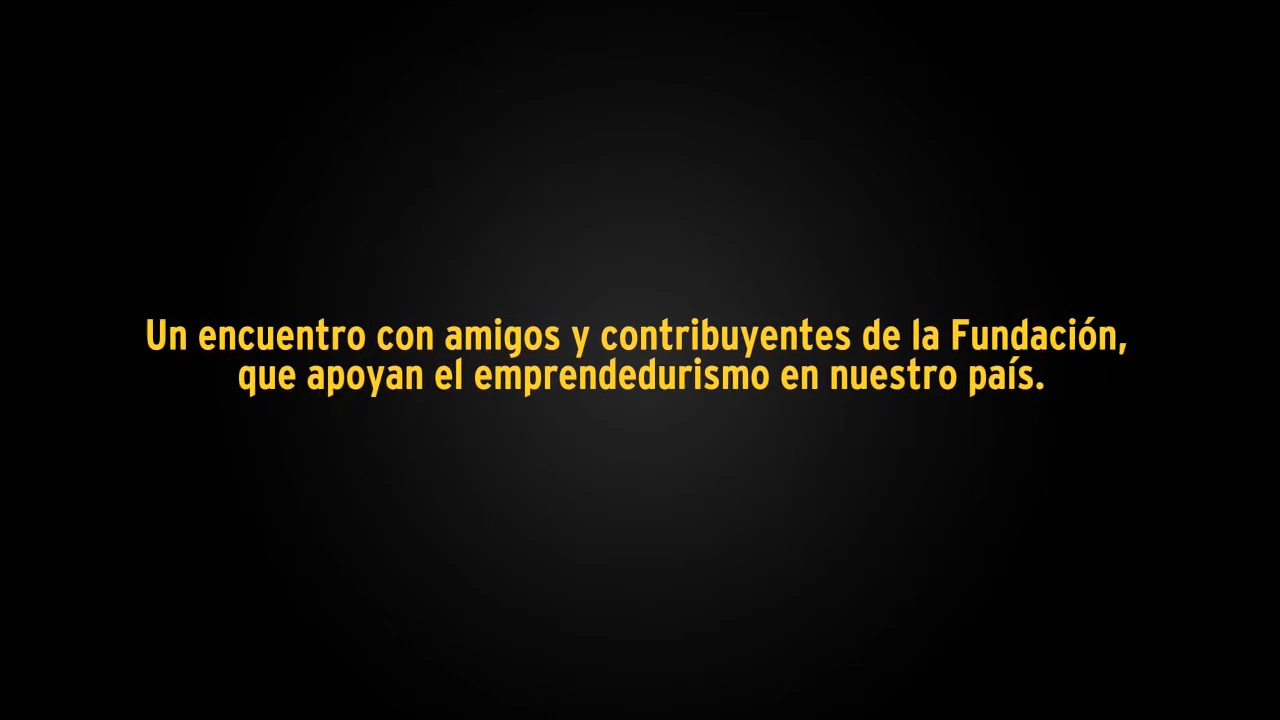 Un encuentro con amigos y contribuyentes de la Fundación,
que apoyan el emprendedurismo en nuestro país.